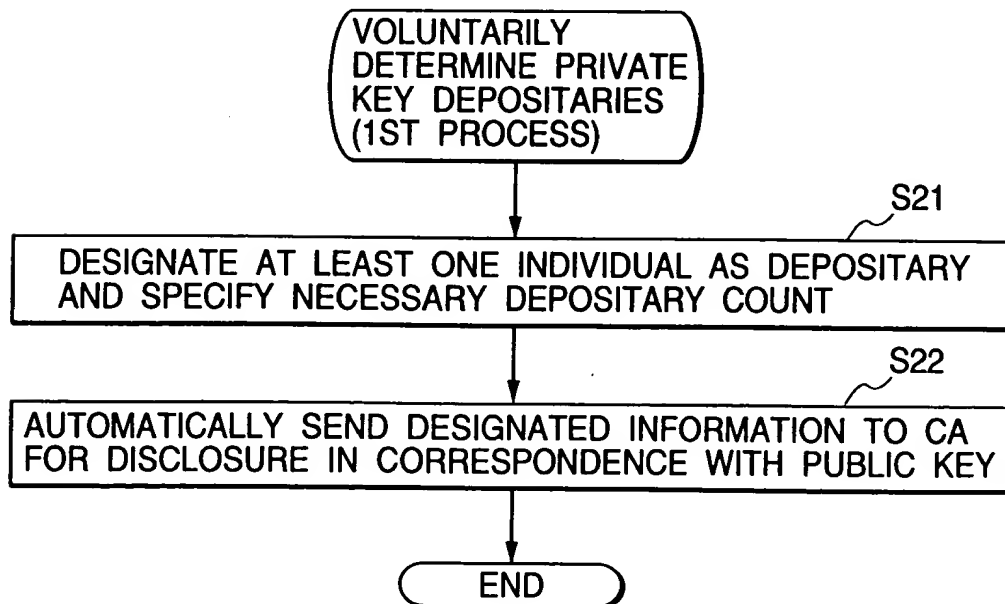 VOLUNTARILY
DETERMINE PRIVATE
KEY DEPOSITARIES
(1ST PROCESS)
S21
DESIGNATE AT LEAST ONE INDIVIDUAL AS DEPOSITARY
AND SPECIFY NECESSARY DEPOSITARY COUNT
S22
AUTOMATICALLY SEND DESIGNATED INFORMATION TO CA
FOR DISCLOSURE IN CORRESPONDENCE WITH PUBLIC KEY
END